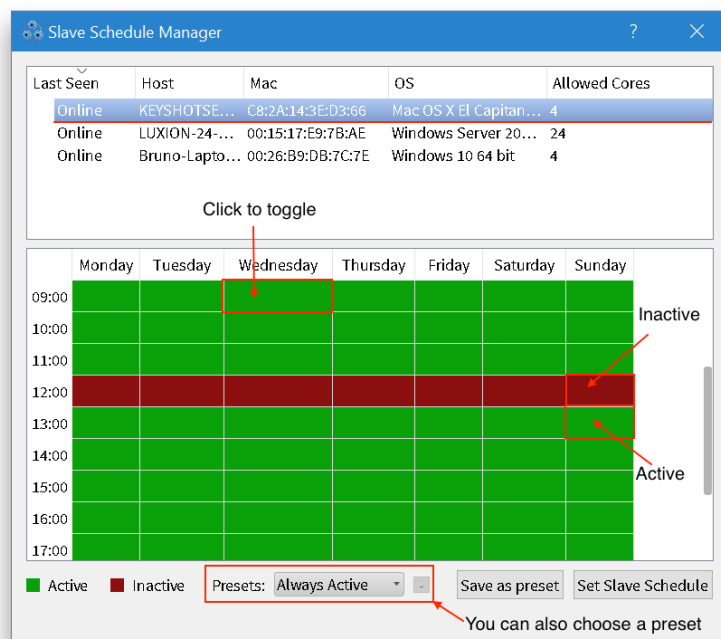 Slave Schedule Manager ?
Last Seen Host Mac OS Allowed Cores
Online KEYSHOTSE... C8:2A:14:3E:D3:66 Mac OS X El Capitan... 4
Online LUXION-24-... 00:15:17:E9:7B:AE Windows Server 20... 24
Online Bruno-Lapto... 00:26:B9:DB:7C:7E Windows 10 64 bit 4
Click to toggle
Monday Tuesday Wednesday Thursday Friday Saturday Sunday
09:00
Inactive
10:00
11:00
12:00
13:00
14:00
Active
15:00
16:00
17:00
Active Inactive Presets: Always Active - Save as preset Set Slave Schedule
You can also choose a preset